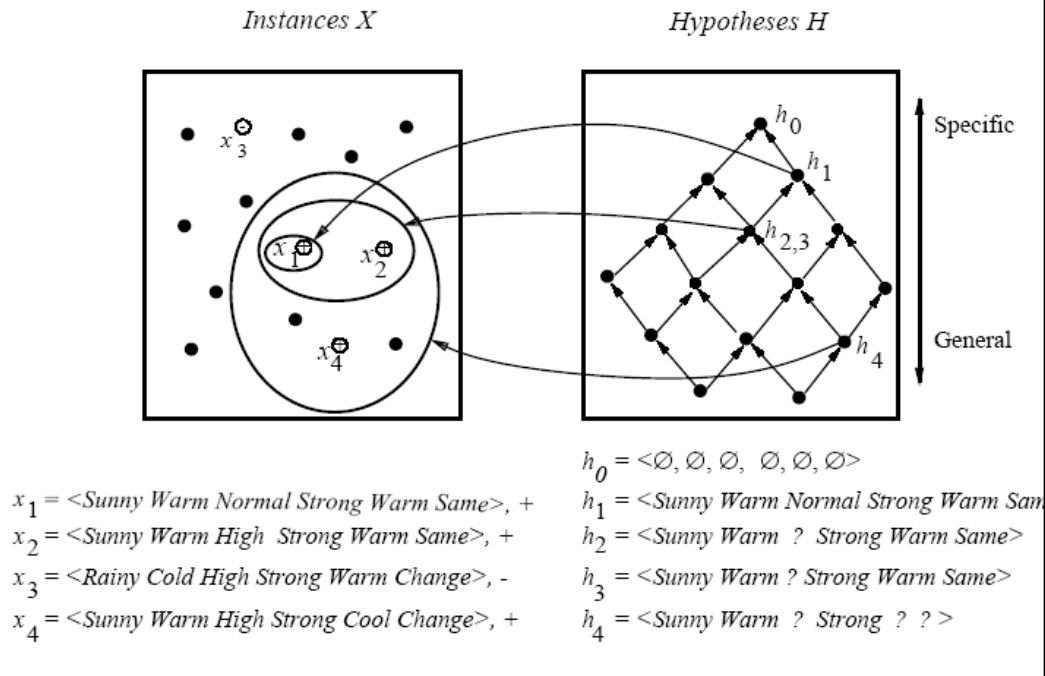 Instances X
Hypotheses H
x3
x1
x2
x4
h0
h1
h2,3
h4
Specific
General
h0 = <∅, ∅, ∅, ∅, ∅, ∅>
x1 = <Sunny Warm Normal Strong Warm Same>, +
h1 = <Sunny Warm Normal Strong Warm Sam
x2 = <Sunny Warm High Strong Warm Same>, +
h2 = <Sunny Warm ? Strong Warm Same>
x3 = <Rainy Cold High Strong Warm Change>, -
h3 = <Sunny Warm ? Strong Warm Same>
x4 = <Sunny Warm High Strong Cool Change>, +
h4 = <Sunny Warm ? Strong ? ? >